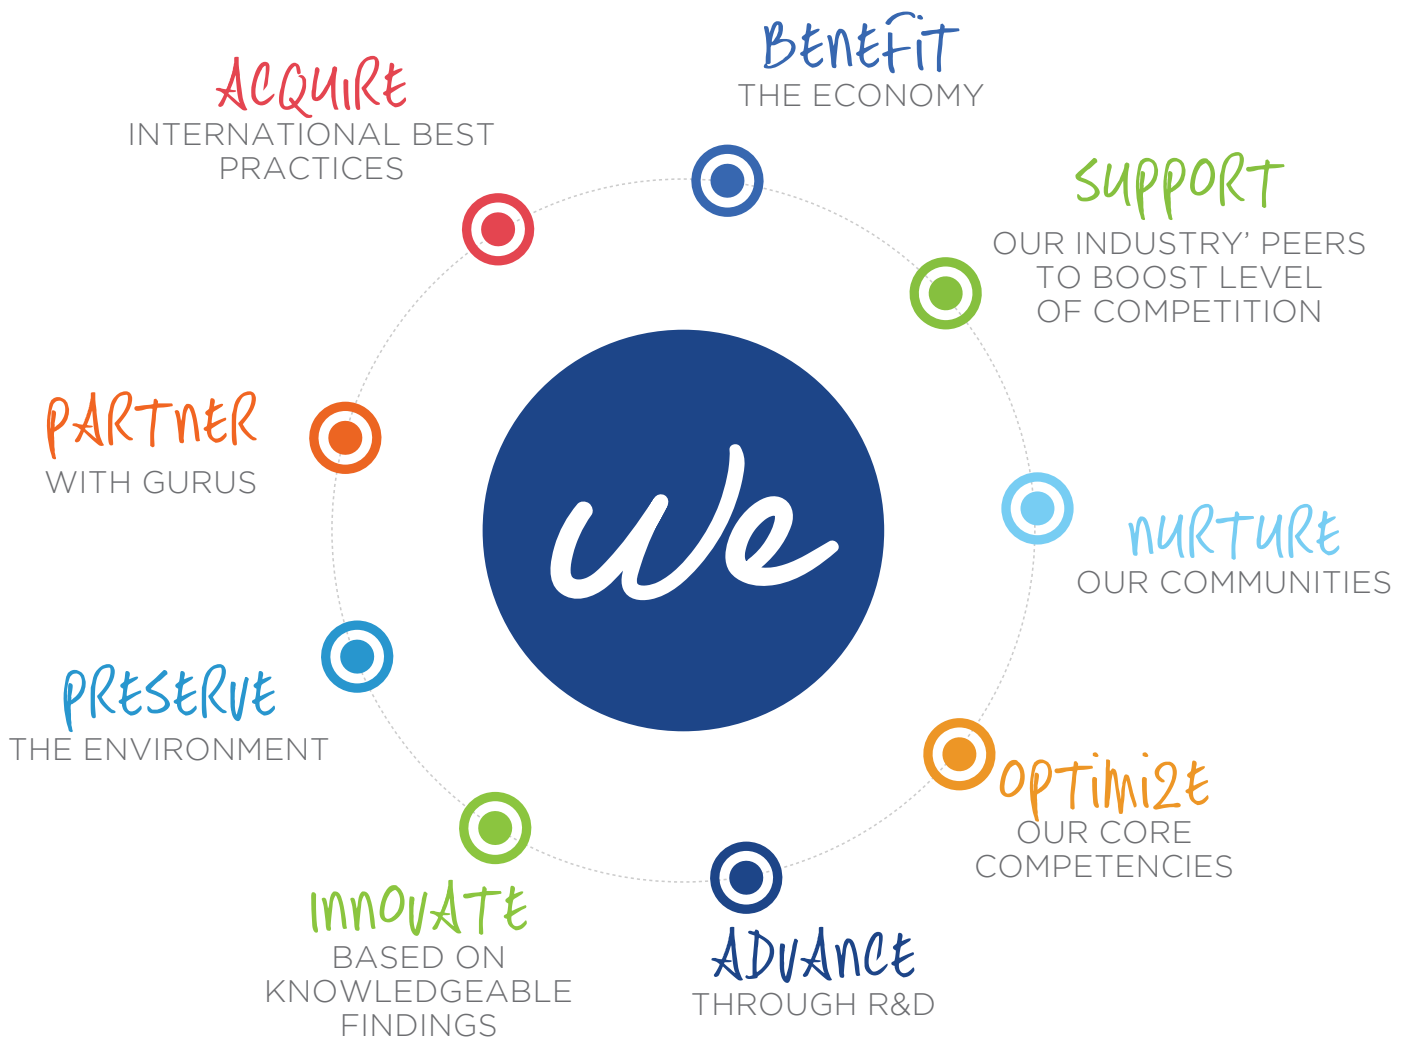 BENEFIT
THE ECONOMY
ACQUIRE
INTERNATIONAL BEST
PRACTICES
SUPPORT
OUR INDUSTRY’ PEERS
TO BOOST LEVEL
OF COMPETITION
PARTNER
WITH GURUS
We
NURTURE
OUR COMMUNITIES
PRESERVE
THE ENVIRONMENT
OPTIMIZE
OUR CORE
COMPETENCIES
INNOVATE
BASED ON
KNOWLEDGEABLE
FINDINGS
ADVANCE
THROUGH R&D